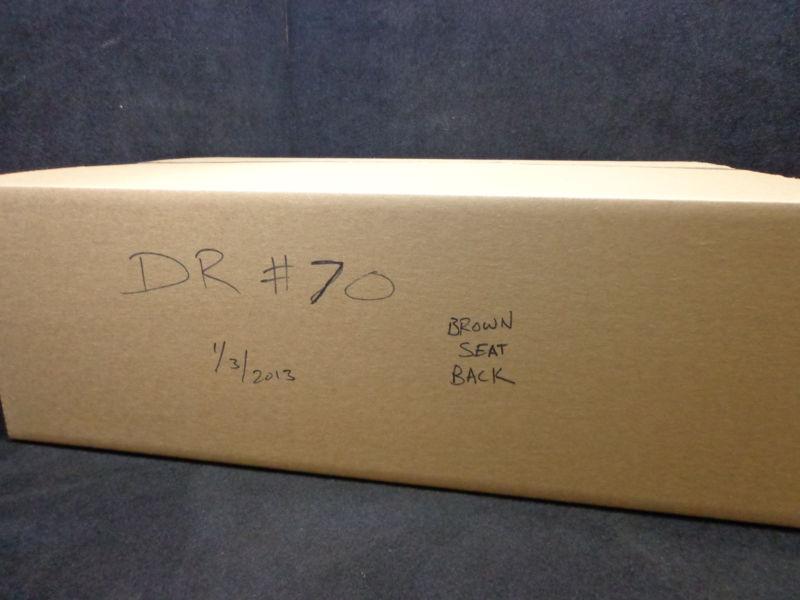 DR #70
1/3/2013
BROWN
SEAT
BACK